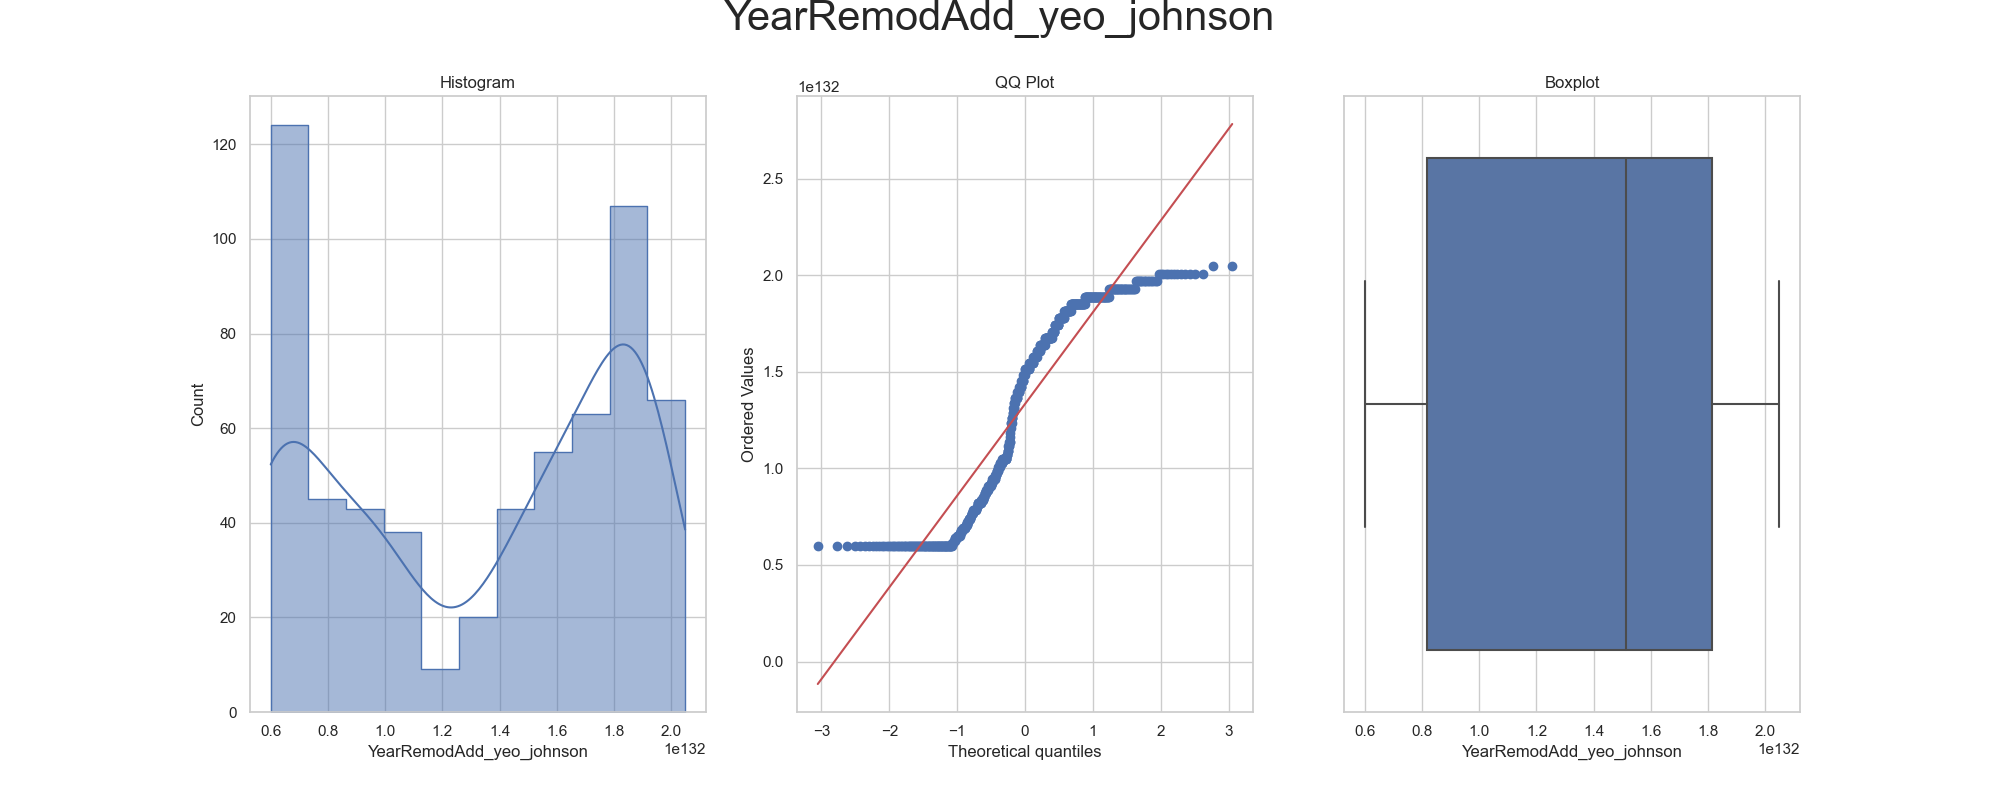 YearRemodAdd_yeo_johnson
Histogram
120
100
80
60
40
20
0
Count
0.6 0.8 1.0 1.2 1.4 1.6 1.8 2.0
1e132
YearRemodAdd_yeo_johnson
QQ Plot
1e132
2.5
2.0
1.5
1.0
0.5
0.0
Ordered Values
−3 −2 −1 0 1 2 3
Theoretical quantiles
Boxplot
0.6 0.8 1.0 1.2 1.4 1.6 1.8 2.0
1e132
YearRemodAdd_yeo_johnson